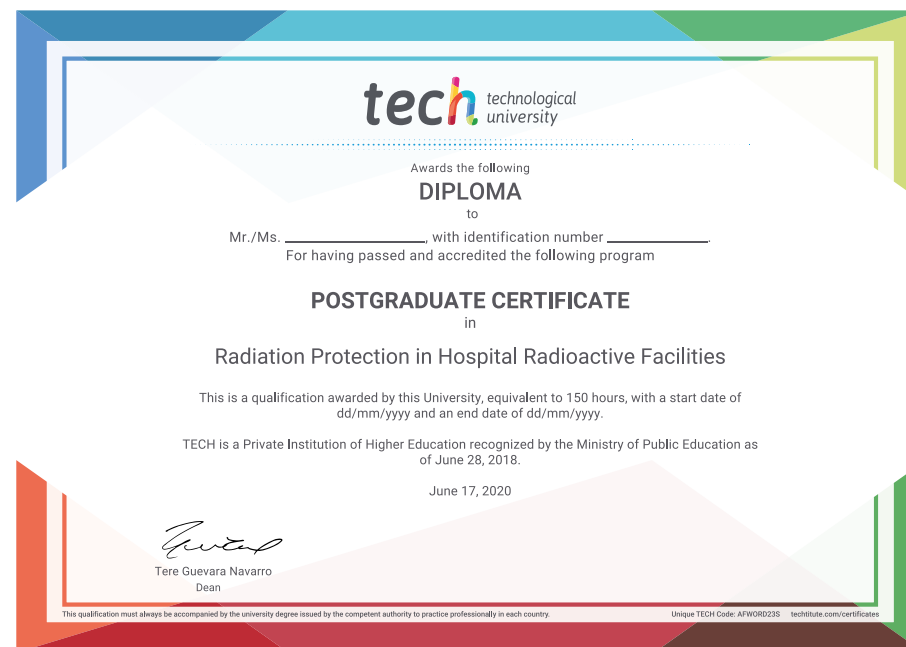 tech technological
university
Awards the following
DIPLOMA
to
Mr./Ms. ____________________, with identification number ______________.
For having passed and accredited the following program
POSTGRADUATE CERTIFICATE
in
Radiation Protection in Hospital Radioactive Facilities
This is a qualification awarded by this University, equivalent to 150 hours, with a start date of
dd/mm/yyyy and an end date of dd/mm/yyyy.
TECH is a Private Institution of Higher Education recognized by the Ministry of Public Education as
of June 28, 2018.
June 17, 2020
Tere Guevara Navarro
Dean
This qualification must always be accompanied by the university degree issued by the competent authority to practice professionally in each country. Unique TECH Code: AFWORD23S techtitute.com/certificates